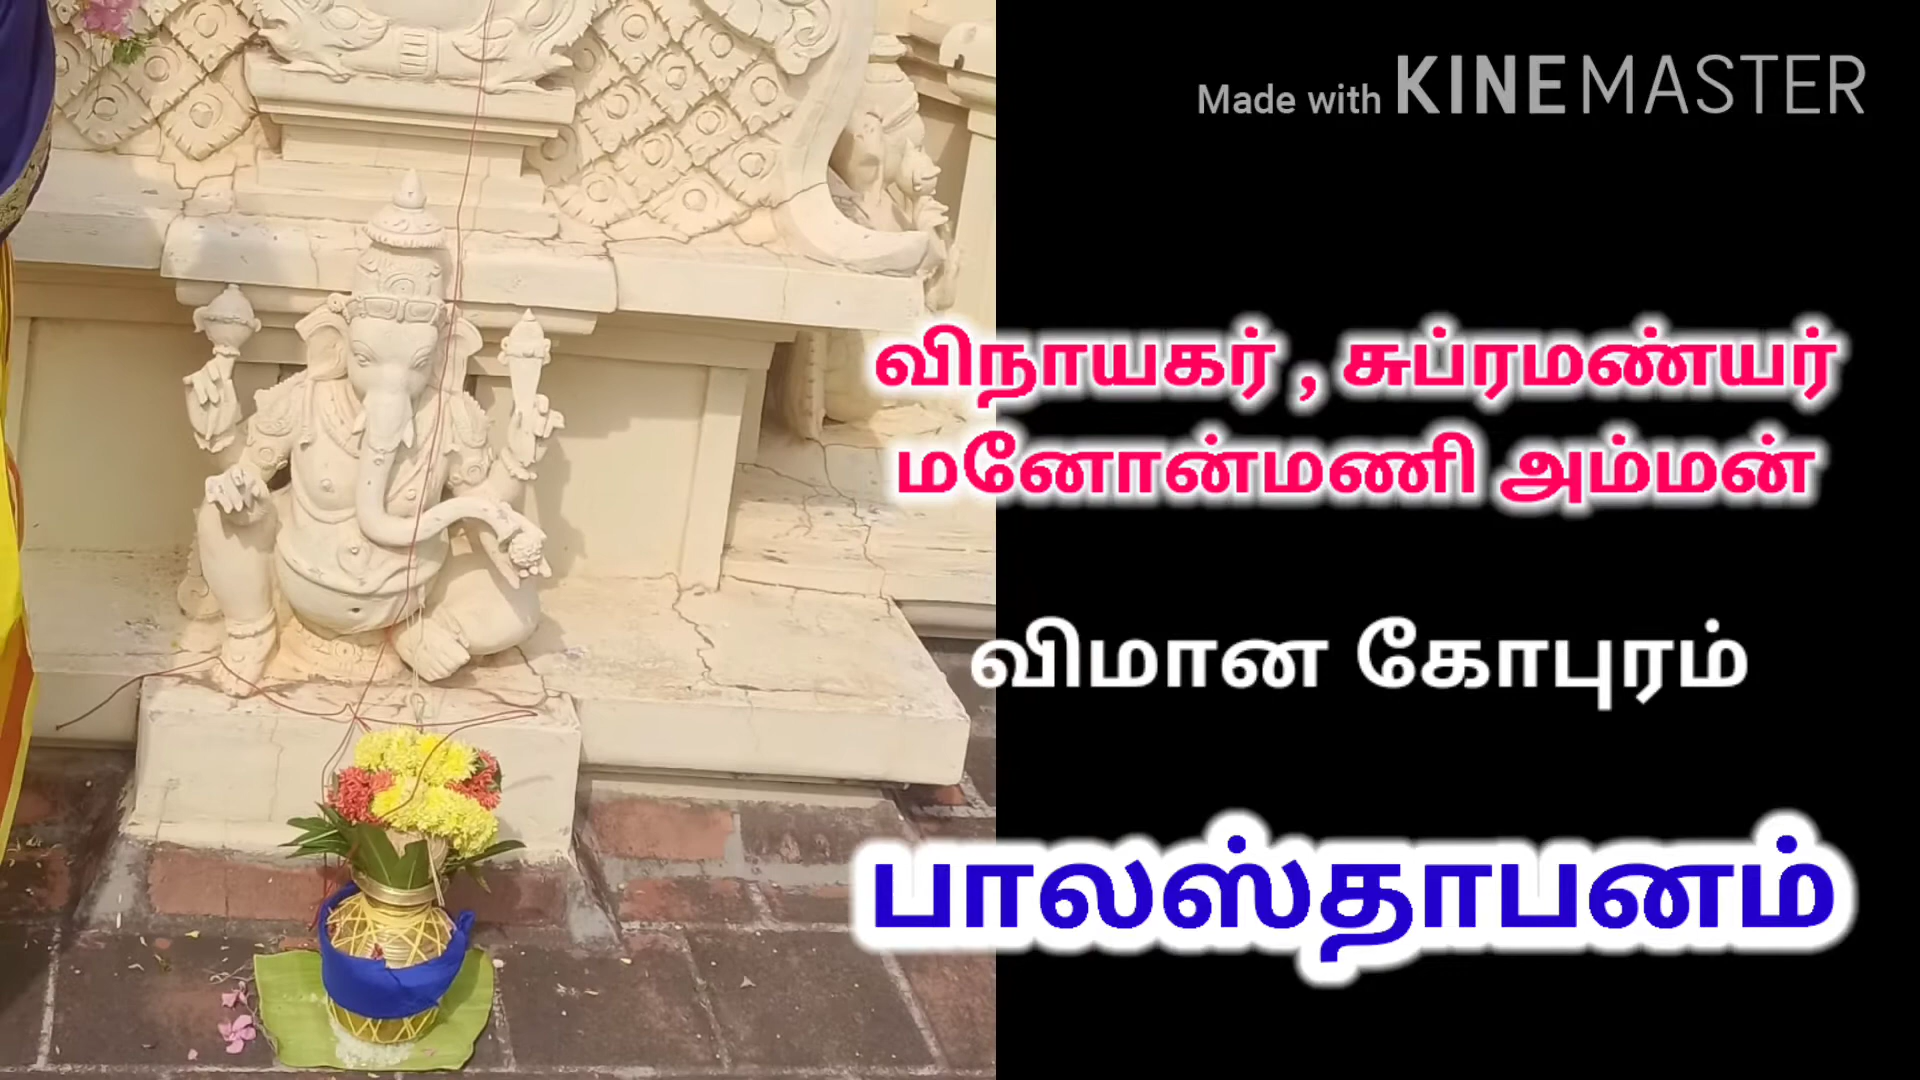 Made with KINEMASTER
விநாயகர் , சுப்ரமண்யர்
மனோன்மணி அம்மன்
விமான கோபுரம்
பாலஸ்தாபனம்